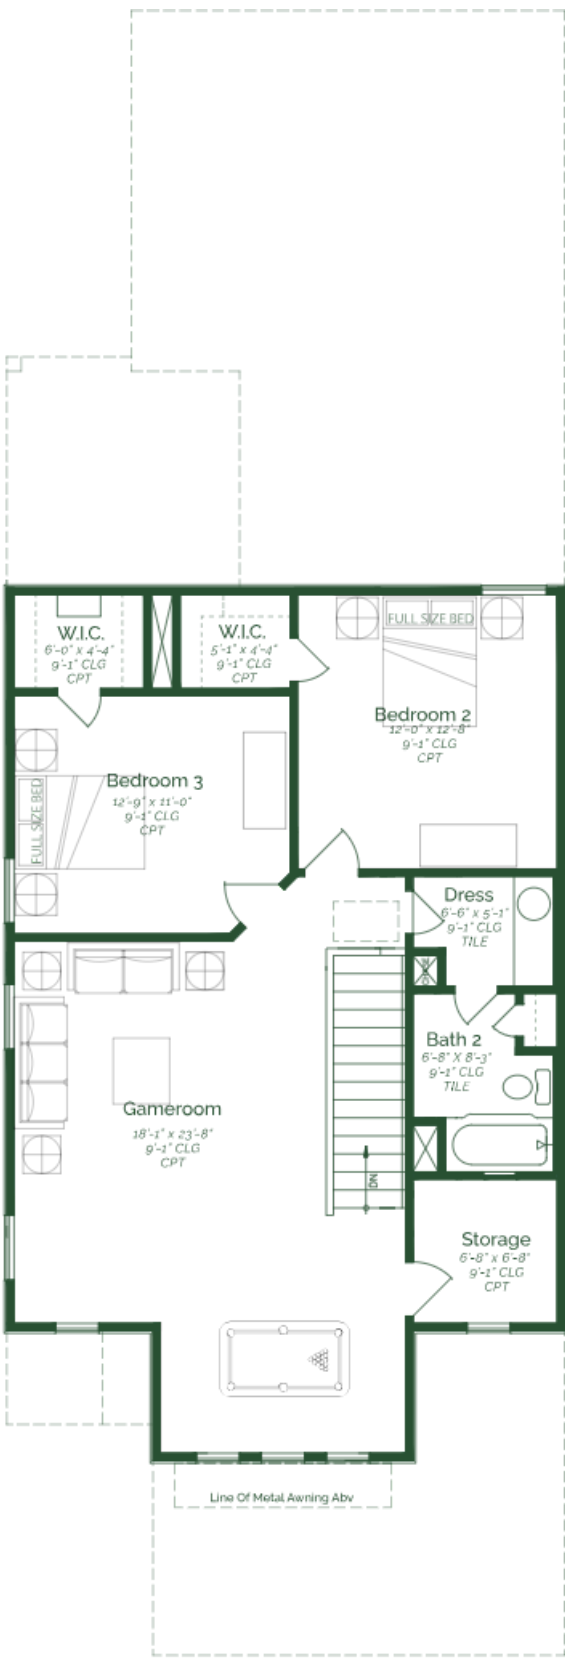 W.I.C.
6'-0" x 4'-4"
9'-1" CLG
CPT
W.I.C.
5'-1" x 4'-4"
9'-1" CLG
CPT
FULL SIZE BED
Bedroom 2
12'-0" x 12'-8"
9'-1" CLG
CPT
Bedroom 3
12'-9" x 11'-0"
9'-1" CLG
CPT
FULL SIZE BED
Dress
6'-6" x 5'-1"
9'-1" CLG
TILE
Bath 2
6'-8" X 8'-3"
9'-1" CLG
TILE
Gameroom
18'-1" x 23'-8"
9'-1" CLG
CPT
DN
Storage
6'-8" x 6'-8"
9'-1" CLG
CPT
Line Of Metal Awning Abv